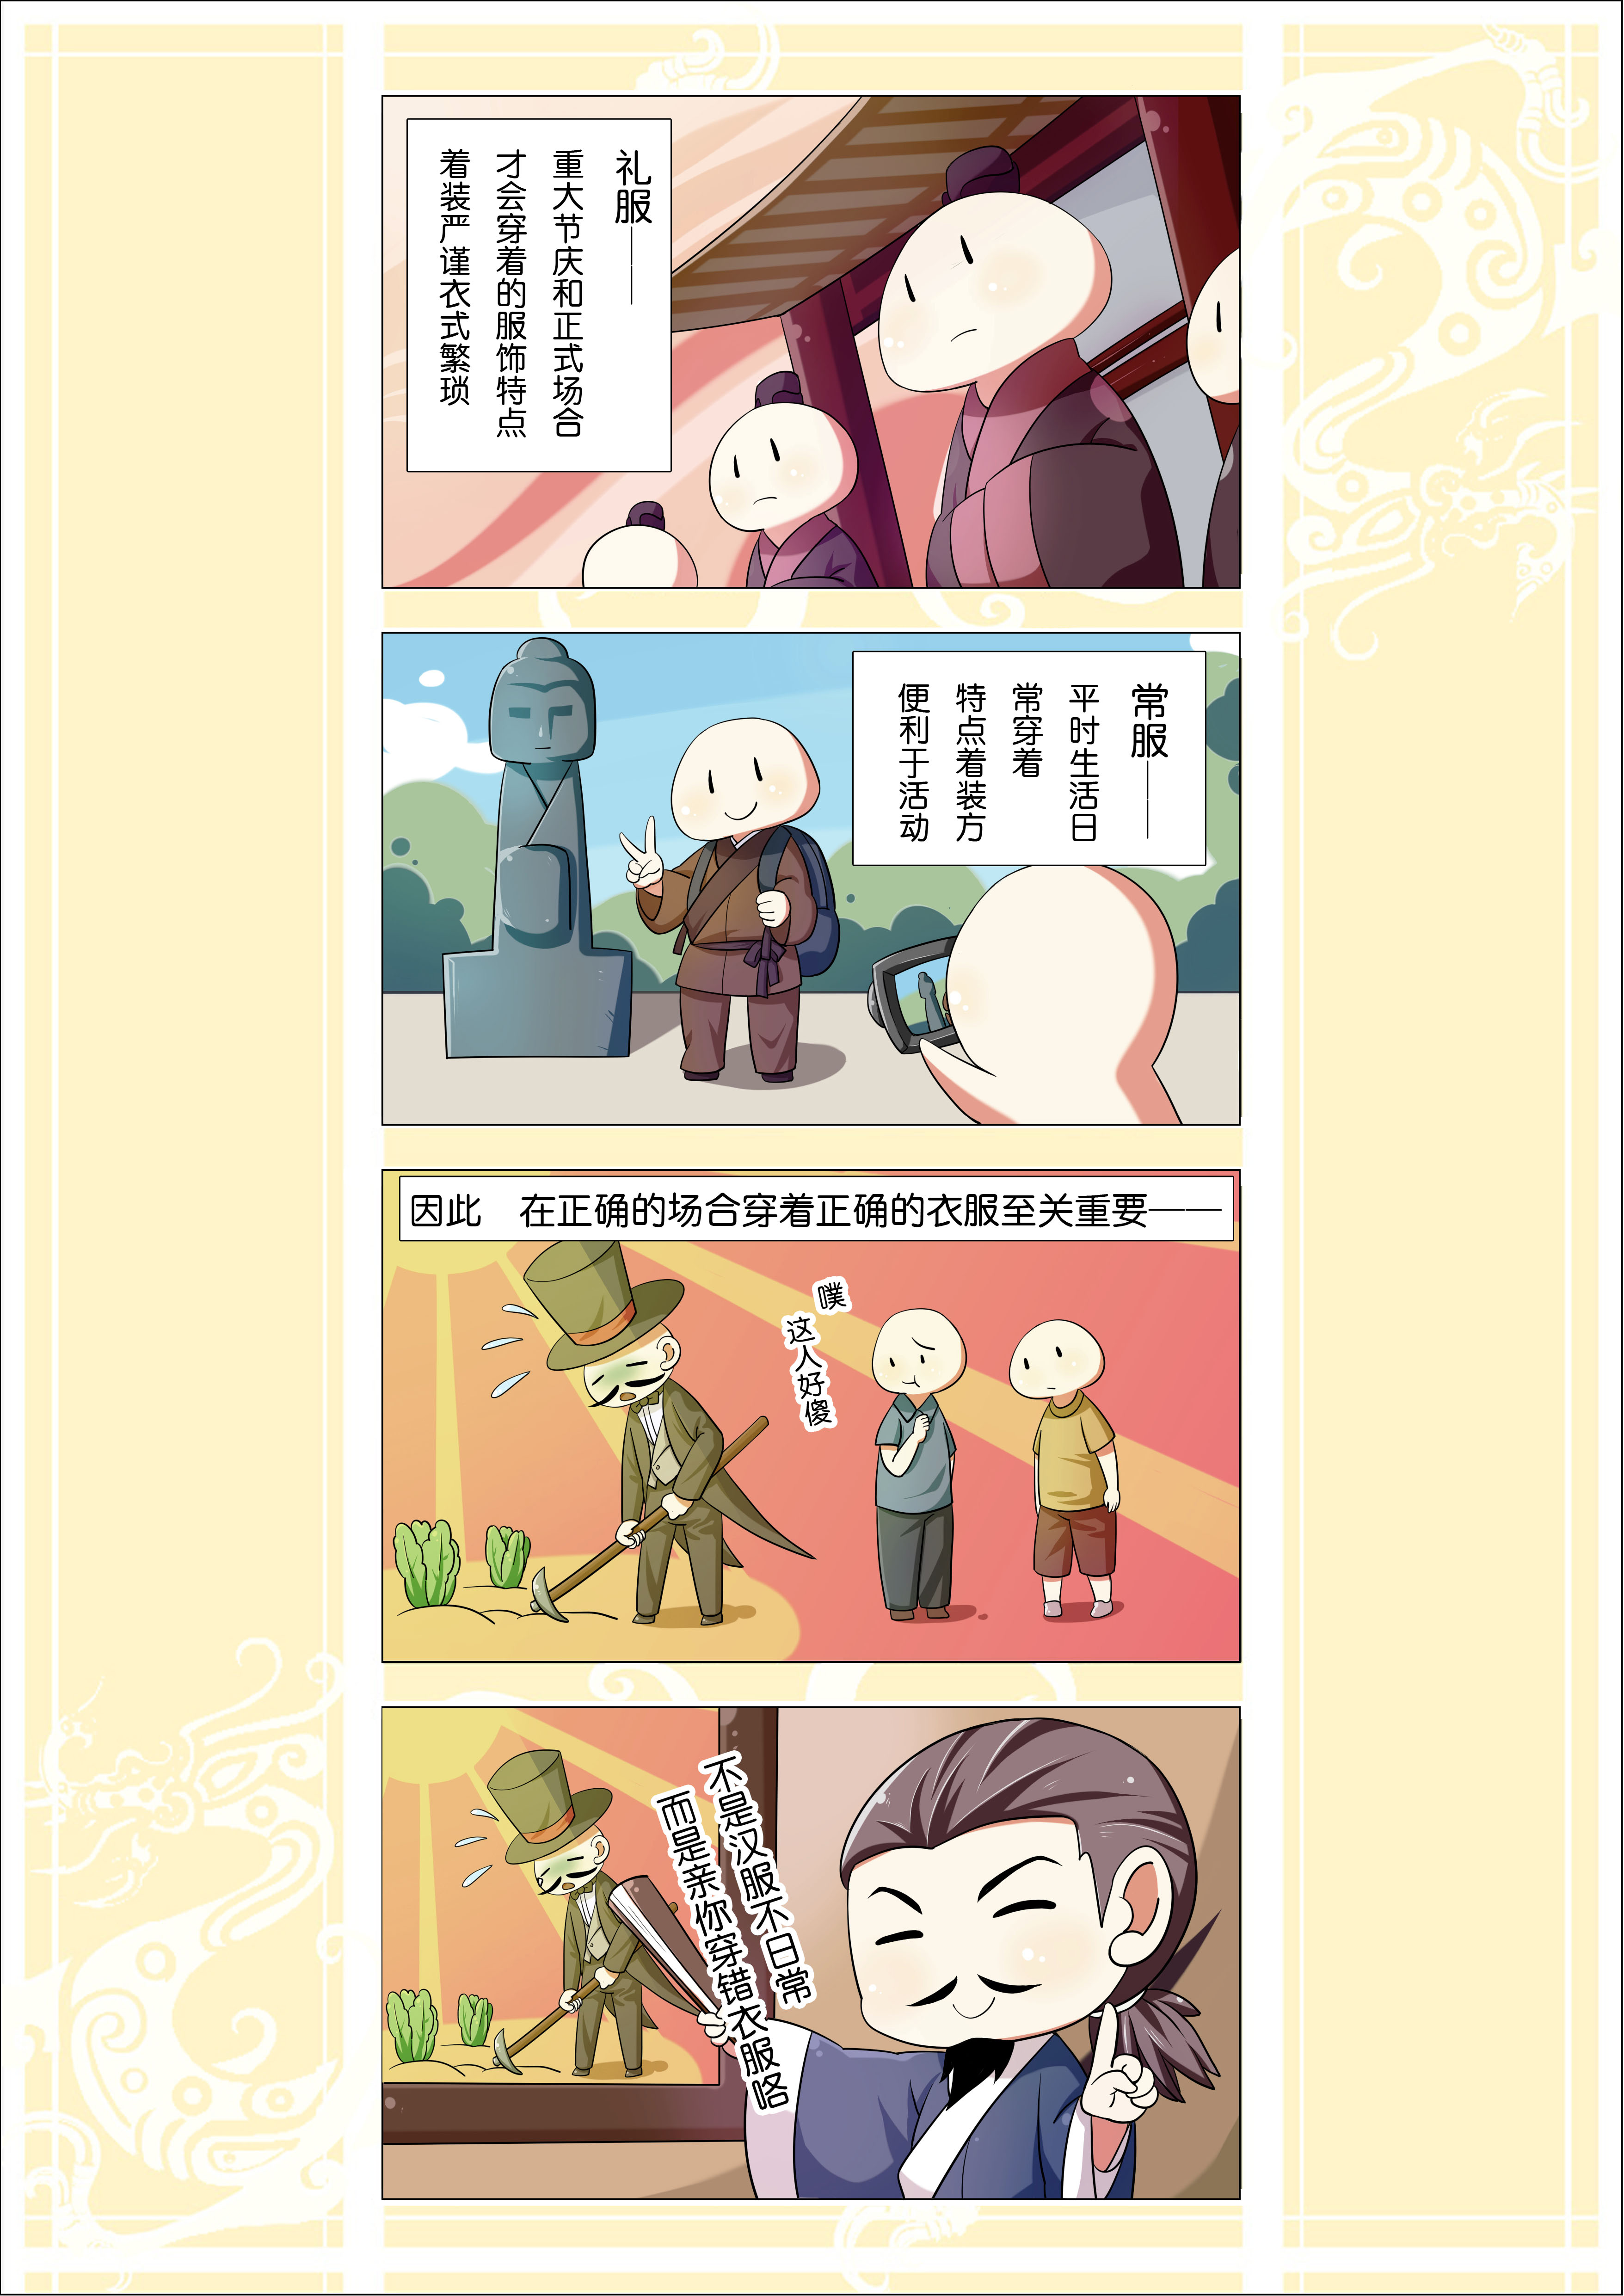 礼服——
重大节庆和正式场合
才会穿着的服饰特点
着装严谨衣式繁琐
常服——
平时生活日
常穿着
特点着装方
便利于活动
因此　在正确的场合穿着正确的衣服至关重要——
噗
这人好傻
不是汉服不日常
而是亲你穿错衣服咯